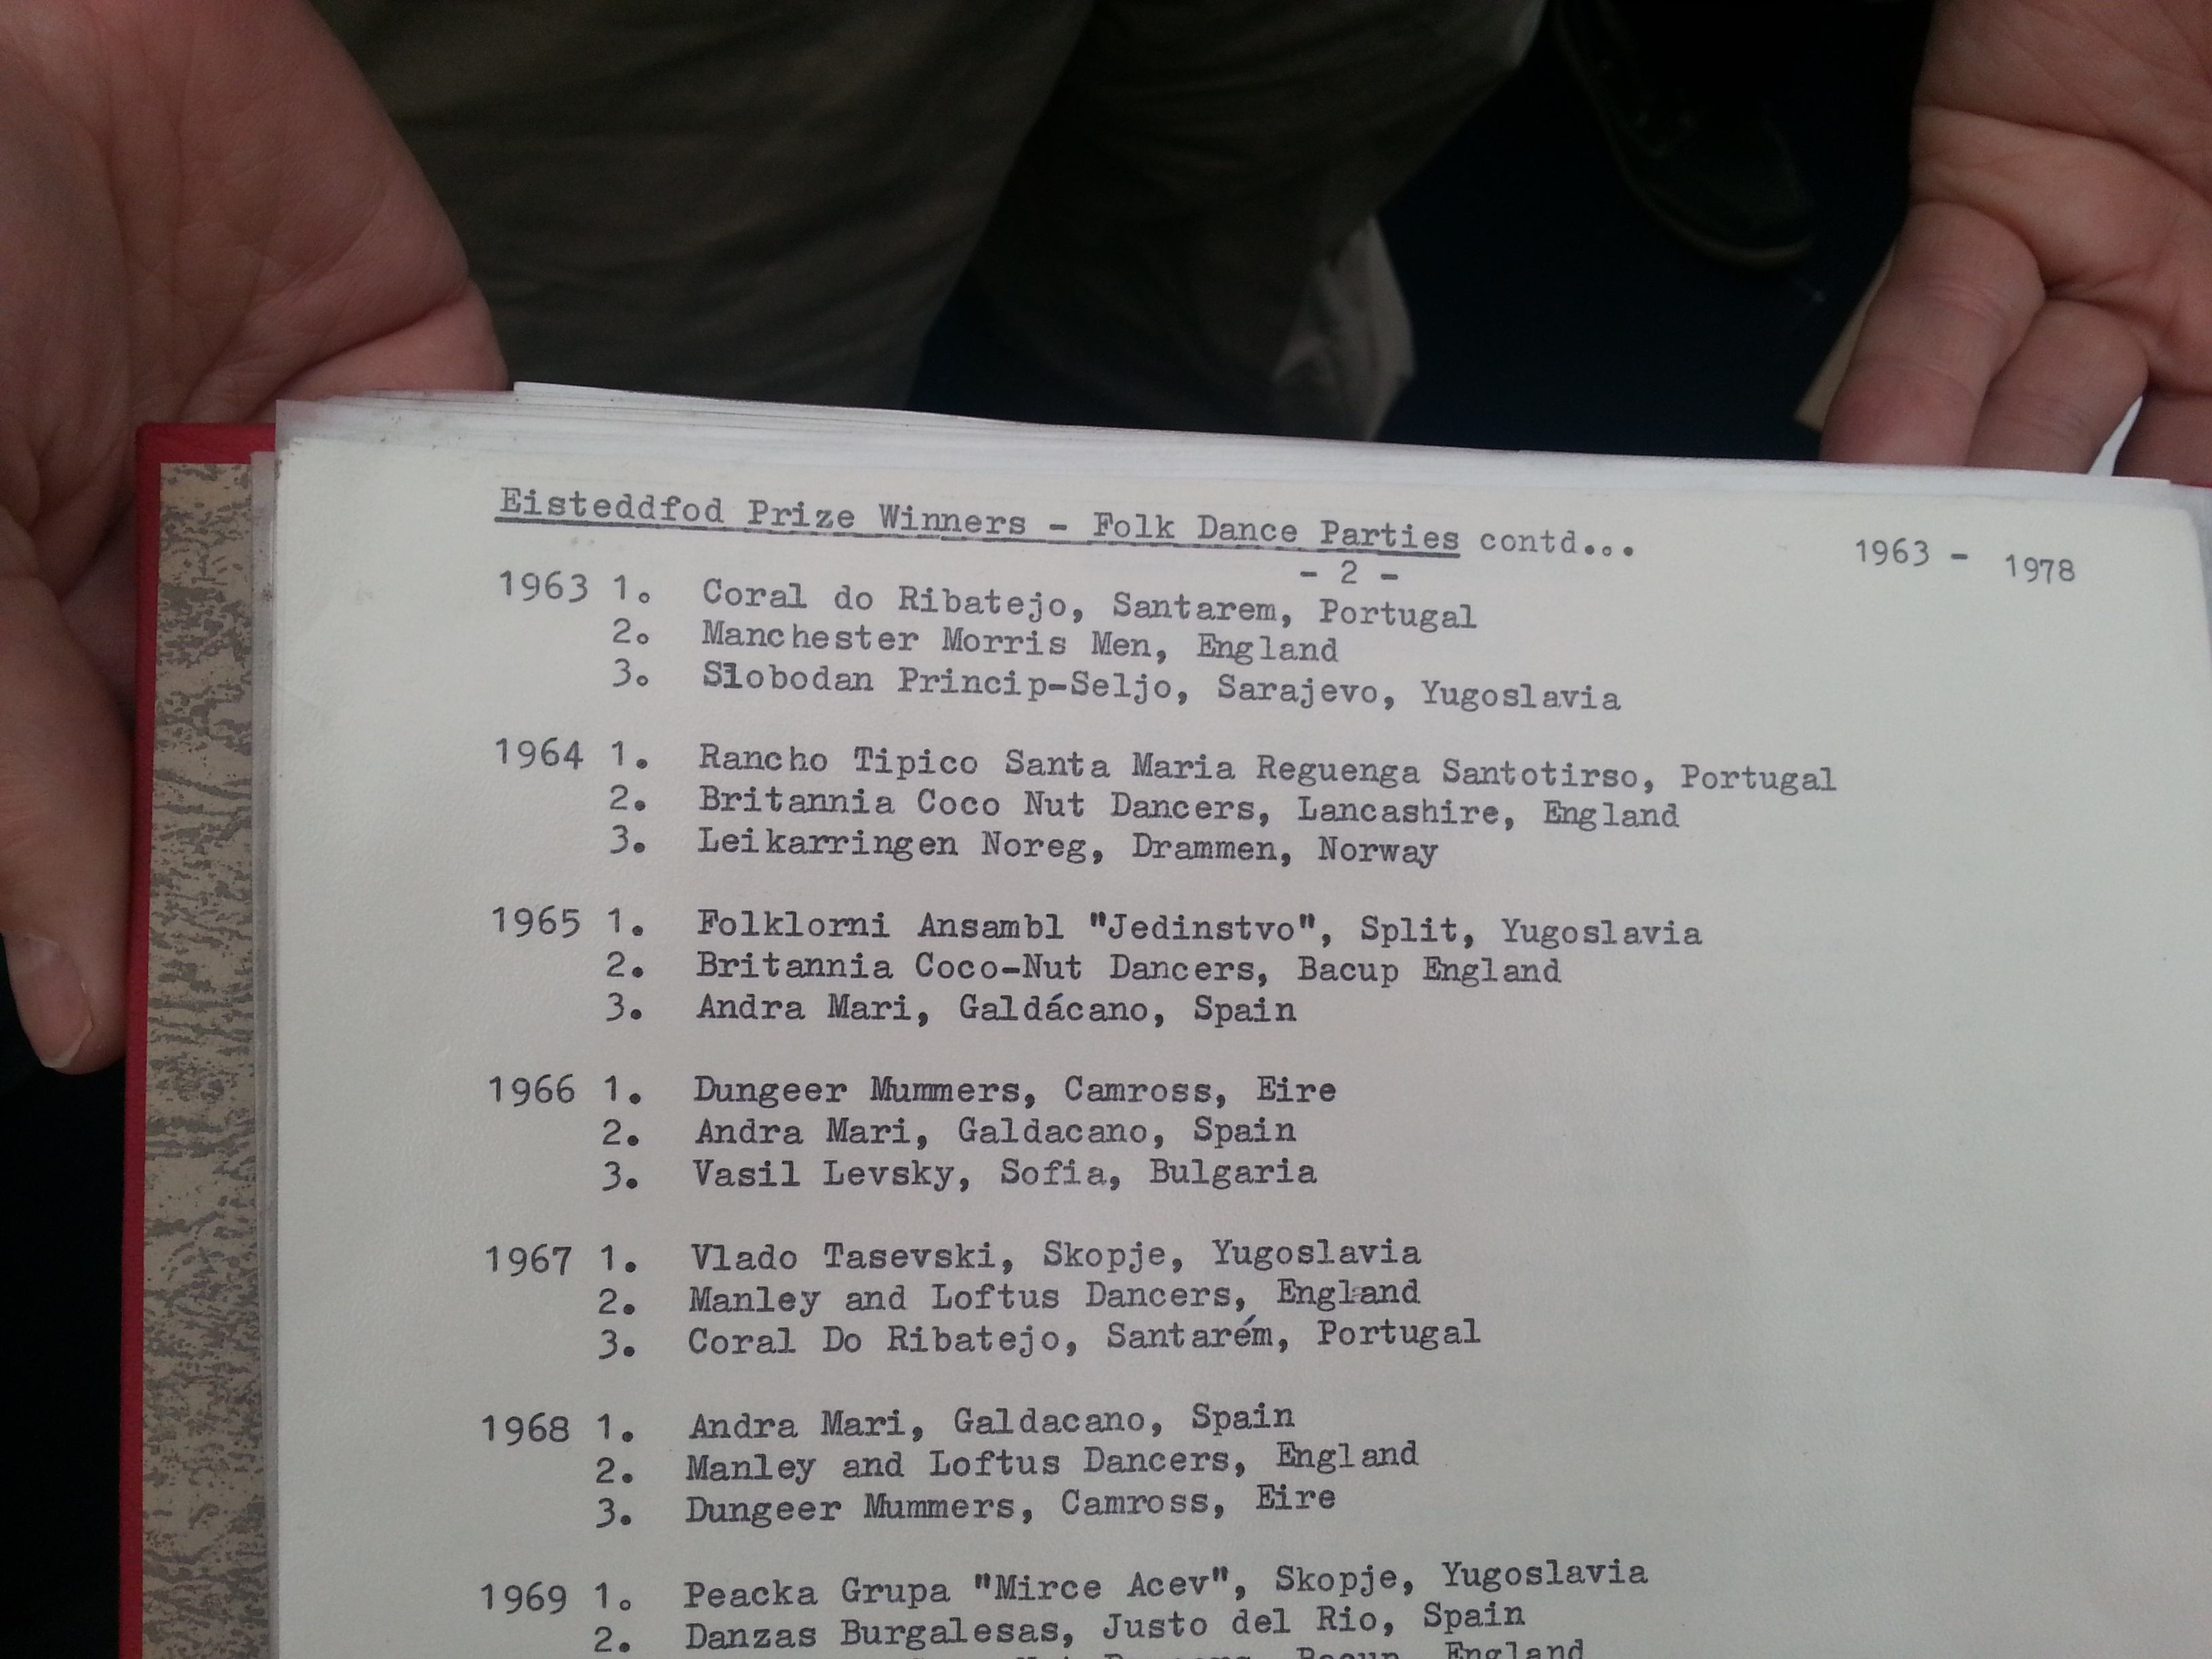 Eisteddfod Prize Winners - Folk Dance Parties contd... 1963 - 1978
- 2 -
1963 1. Coral do Ribatejo, Santarem, Portugal
2. Manchester Morris Men, England
3. Slobodan Princip-Seljo, Sarajevo, Yugoslavia
1964 1. Rancho Tipico Santa Maria Reguenga Santotirso, Portugal
2. Britannia Coco Nut Dancers, Lancashire, England
3. Leikarringen Noreg, Drammen, Norway
1965 1. Folklorni Ansambl "Jedinstvo", Split, Yugoslavia
2. Britannia Coco-Nut Dancers, Bacup England
3. Andra Mari, Galdácano, Spain
1966 1. Dungeer Mummers, Camross, Eire
2. Andra Mari, Galdacano, Spain
3. Vasil Levsky, Sofia, Bulgaria
1967 1. Vlado Tasevski, Skopje, Yugoslavia
2. Manley and Loftus Dancers, England
3. Coral Do Ribatejo, Santarém, Portugal
1968 1. Andra Mari, Galdacano, Spain
2. Manley and Loftus Dancers, England
3. Dungeer Mummers, Camross, Eire
1969 1. Peacka Grupa "Mirce Acev", Skopje, Yugoslavia
2. Danzas Burgalesas, Justo del Rio, Spain
Bacup, England